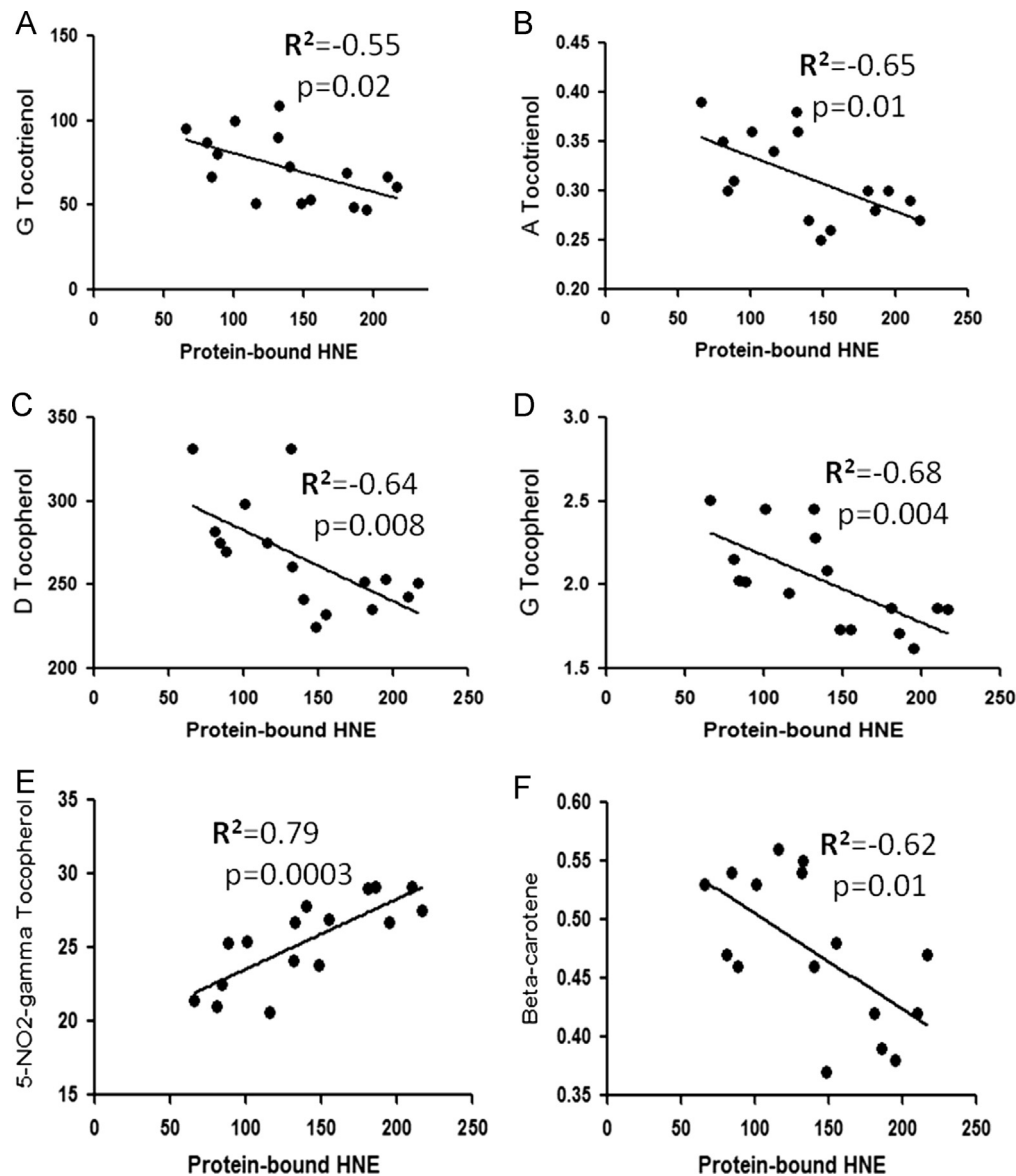 A
R²=-0.55
p=0.02
G Tocotrienol
150
100
50
0
0
50
100
150
200
Protein-bound HNE
B
R²=-0.65
p=0.01
A Tocotrienol
0.45
0.40
0.35
0.30
0.25
0.20
0
50
100
150
200
250
Protein-bound HNE
C
R²=-0.64
p=0.008
D Tocopherol
350
300
250
200
0
50
100
150
200
250
Protein-bound HNE
D
R²=-0.68
p=0.004
G Tocopherol
3.0
2.5
2.0
1.5
0
50
100
150
200
250
Protein-bound HNE
E
R²=0.79
p=0.0003
5-NO2-gamma Tocopherol
35
30
25
20
15
0
50
100
150
200
250
Protein-bound HNE
F
R²=-0.62
p=0.01
Beta-carotene
0.60
0.55
0.50
0.45
0.40
0.35
0
50
100
150
200
250
Protein-bound HNE